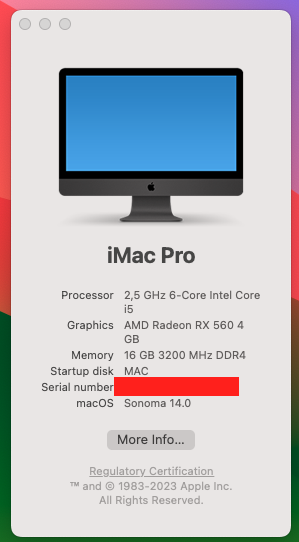 iMac Pro
Processor 2,5 GHz 6-Core Intel Core
i5
Graphics AMD Radeon RX 560 4
GB
Memory 16 GB 3200 MHz DDR4
Startup disk MAC
Serial number
macOS Sonoma 14.0
More Info...
Regulatory Certification
™ and © 1983-2023 Apple Inc.
All Rights Reserved.